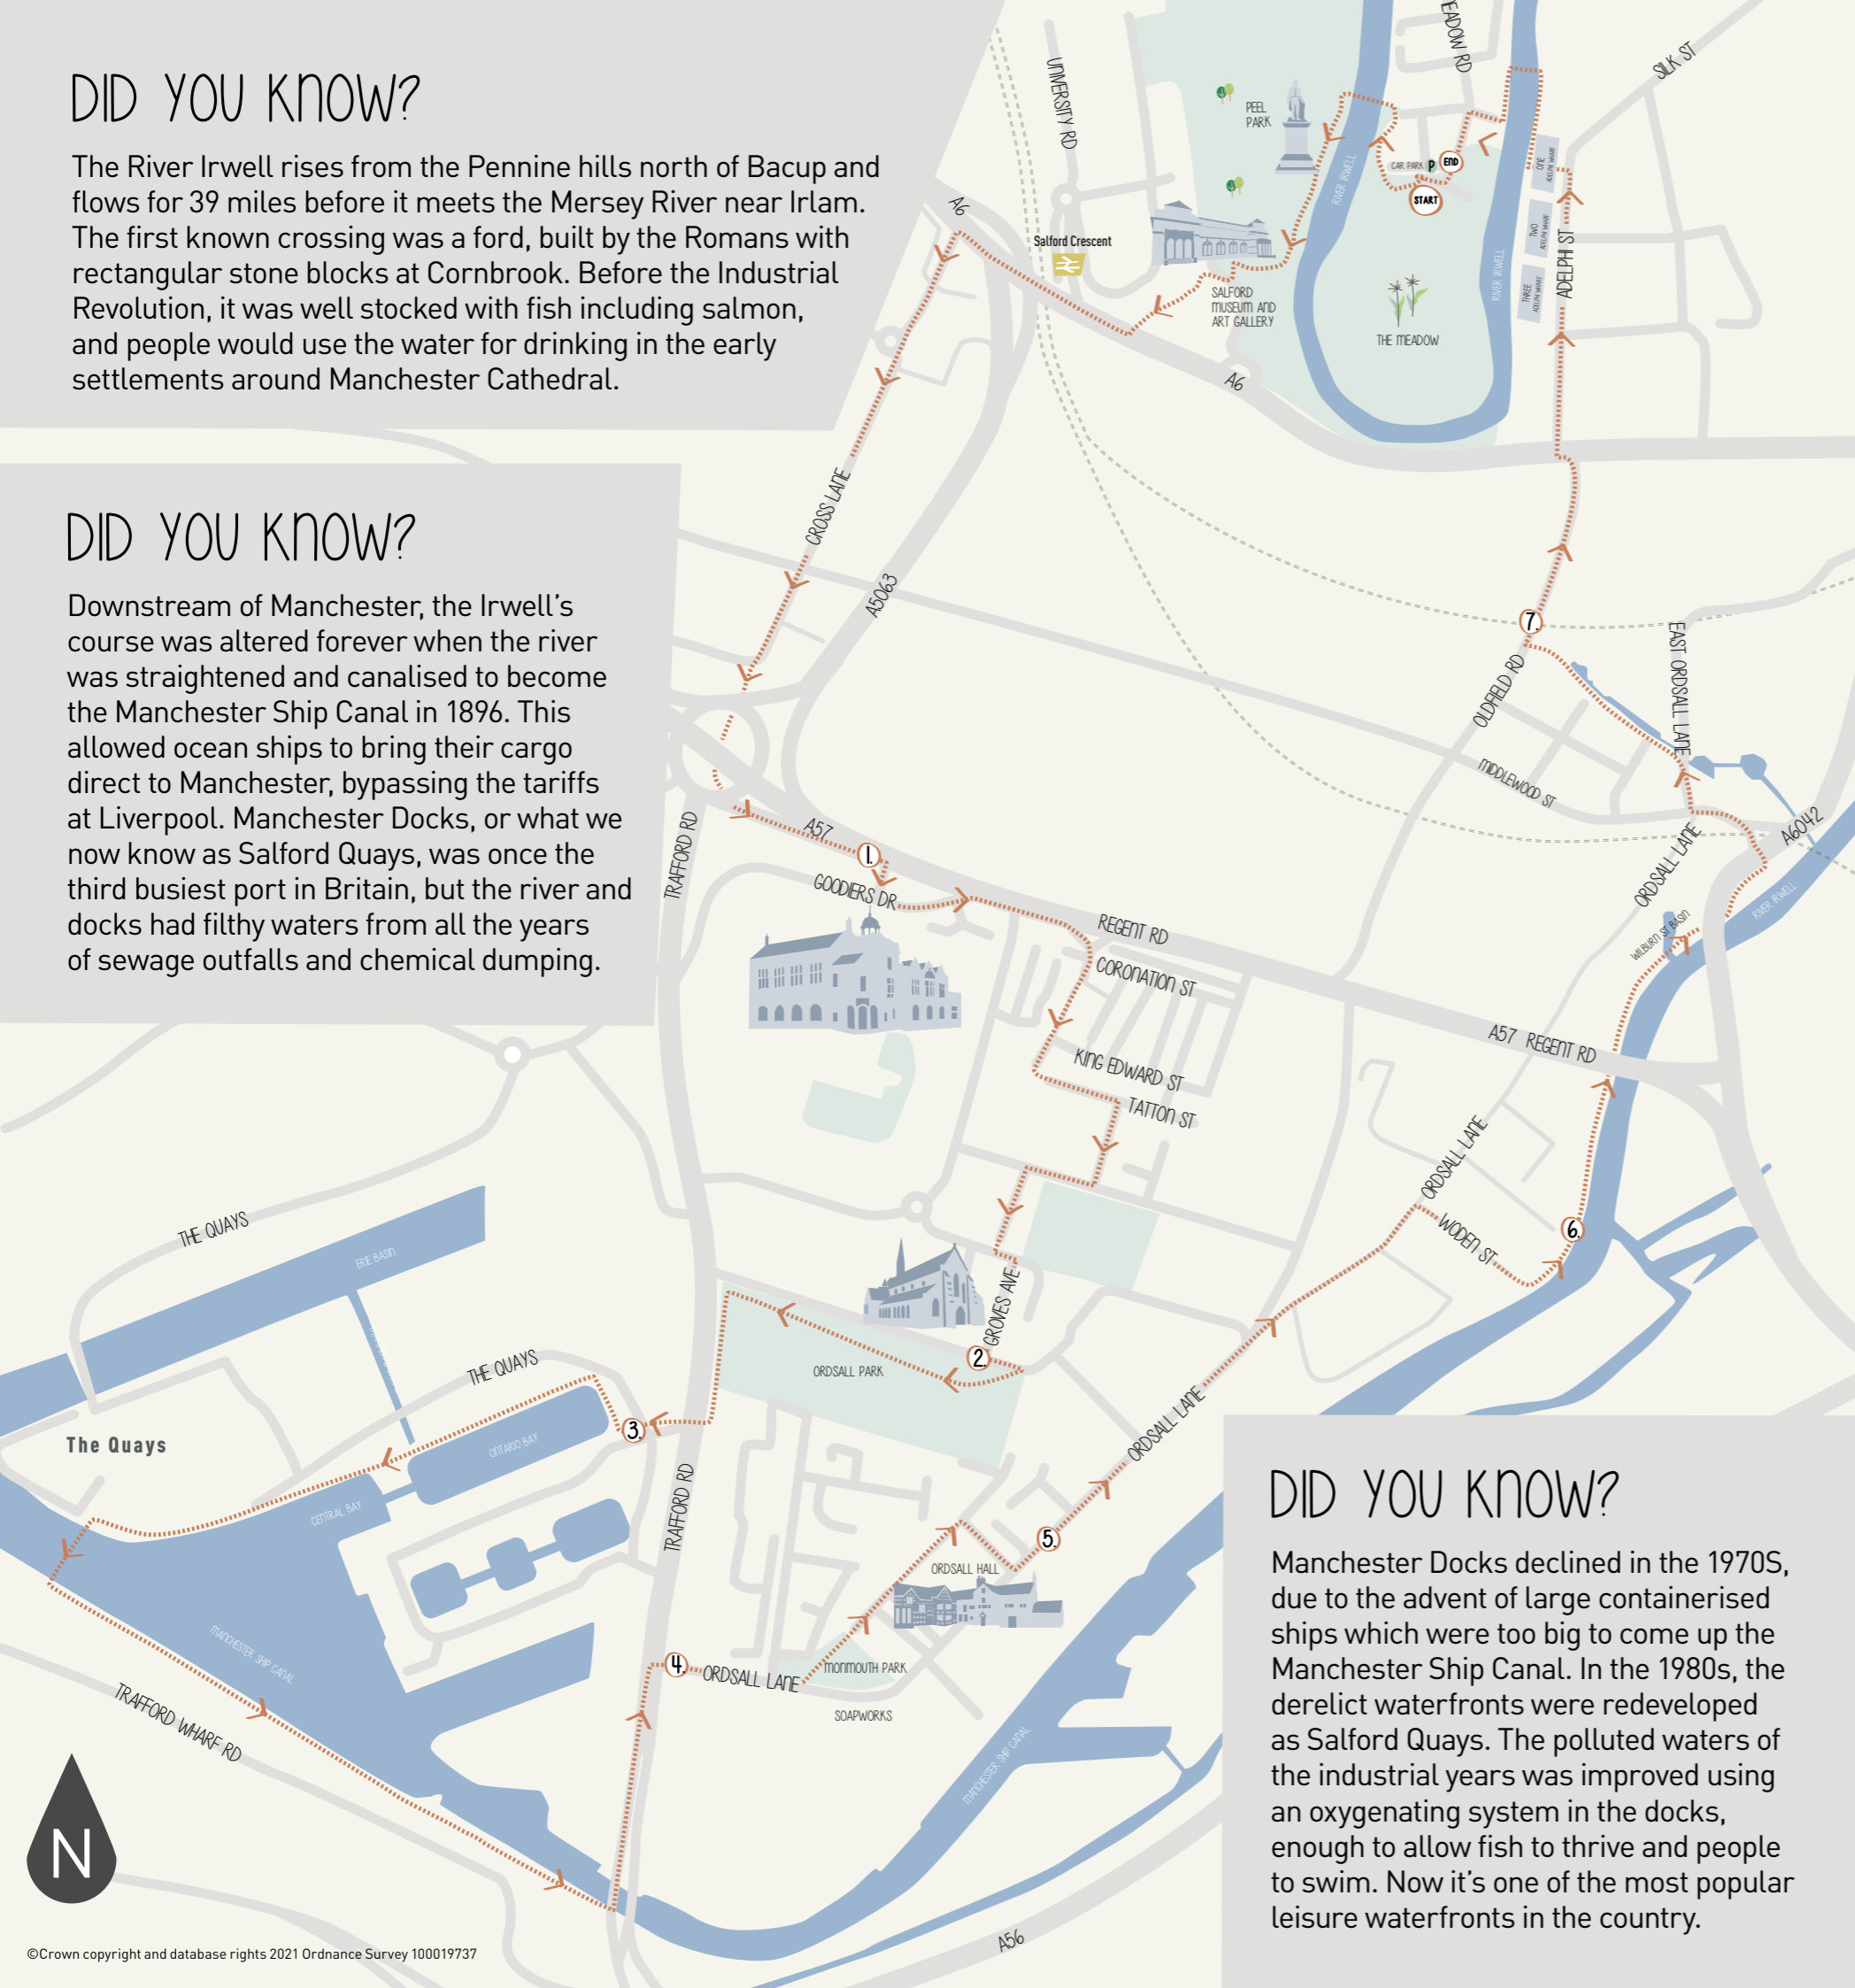 DID YOU KNOW?
The River Irwell rises from the Pennine hills north of Bacup and
flows for 39 miles before it meets the Mersey River near Irlam.
The first known crossing was a ford, built by the Romans with
rectangular stone blocks at Cornbrook. Before the Industrial
Revolution, it was well stocked with fish including salmon,
and people would use the water for drinking in the early
settlements around Manchester Cathedral.
DID YOU KNOW?
Downstream of Manchester, the Irwell's
course was altered forever when the river
was straightened and canalised to become
the Manchester Ship Canal in 1896. This
allowed ocean ships to bring their cargo
direct to Manchester, bypassing the tariffs
at Liverpool. Manchester Docks, or what we
now know as Salford Quays, was once the
third busiest port in Britain, but the river and
docks had filthy waters from all the years
of sewage outfalls and chemical dumping.
UNIVERSITY RD
PEEL
PARK
EADOW RD
SILK ST
RIVER IRWELL
CAR PARK P
END
START
ONE
ADELPHI WHARF
TWO
ADELPHI WHARF
THREE
ADELPHI WHARF
ADELPHI ST
RIVER IRWELL
A6
Salford Crescent
SALFORD
MUSEUM AND
ART GALLERY
THE MEADOW
A6
CROSS LANE
A5063
7.
OLDFIELD RD
EAST ORDSALL LANE
MIDDLEWOOD ST
A6042
ORDSALL LANE
RIVER IRWELL
WILBURN ST BASIN
TRAFFORD RD
A57
1.
GOODIERS DR
REGENT RD
CORONATION ST
KING EDWARD ST
TATTON ST
A57 REGENT RD
ORDSALL LANE
WODEN ST
6.
THE QUAYS
ERIE BASIN
GROVES AVE
2.
ORDSALL PARK
THE QUAYS
3.
The Quays
ONTARIO BAY
CENTRAL BAY
TRAFFORD RD
ORDSALL LANE
5.
ORDSALL HALL
4.
ORDSALL LANE
MONMOUTH PARK
SOAPWORKS
MANCHESTER SHIP CANAL
TRAFFORD WHARF RD
MANCHESTER SHIP CANAL
A56
N
DID YOU KNOW?
Manchester Docks declined in the 1970S,
due to the advent of large containerised
ships which were too big to come up the
Manchester Ship Canal. In the 1980s, the
derelict waterfronts were redeveloped
as Salford Quays. The polluted waters of
the industrial years was improved using
an oxygenating system in the docks,
enough to allow fish to thrive and people
to swim. Now it's one of the most popular
leisure waterfronts in the country.
©Crown copyright and database rights 2021 Ordnance Survey 100019737